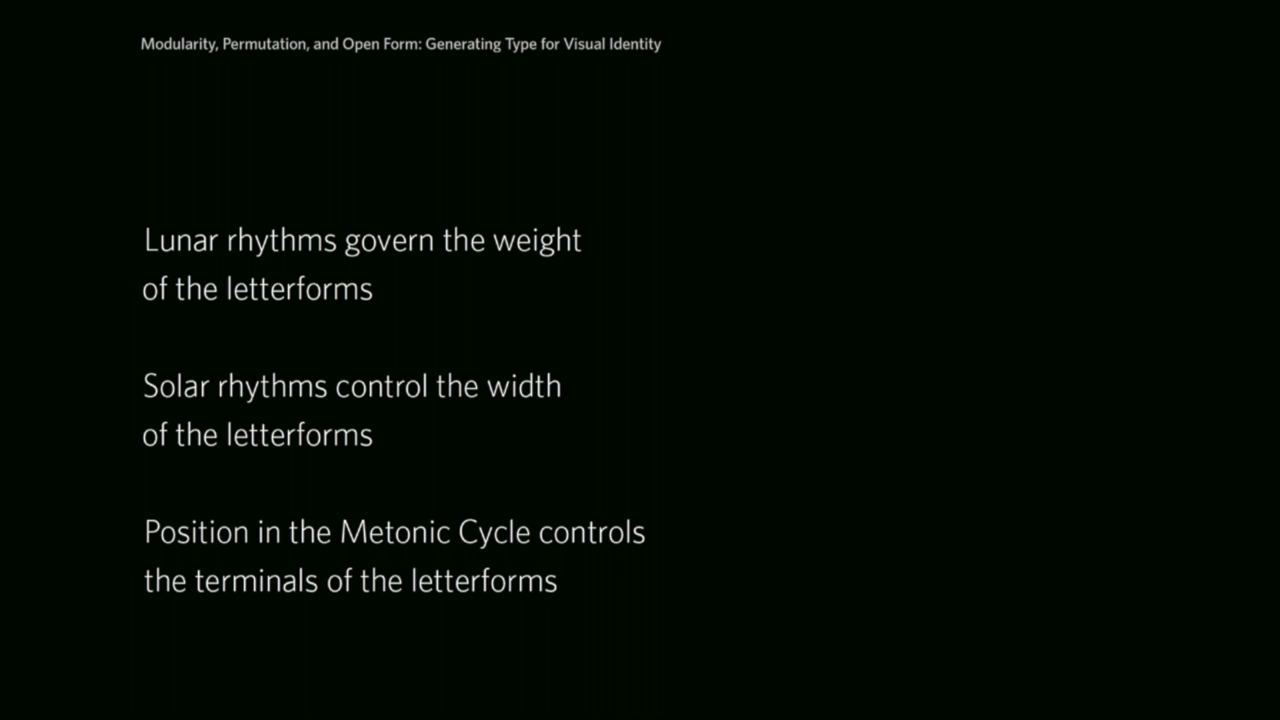 Modularity, Permutation, and Open Form: Generating Type for Visual Identity
Lunar rhythms govern the weight
of the letterforms
Solar rhythms control the width
of the letterforms
Position in the Metonic Cycle controls
the terminals of the letterforms